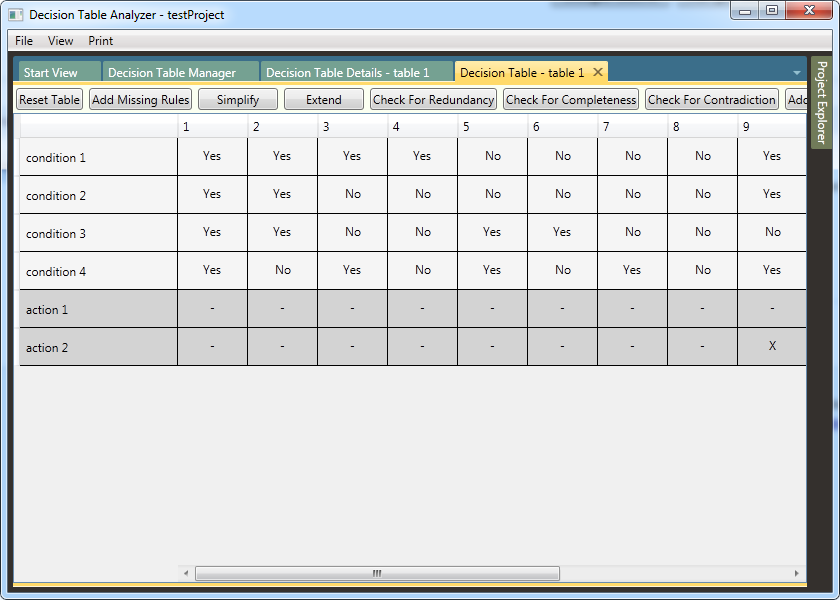 Decision Table Analyzer - testProject
File View Print
Start View Decision Table Manager Decision Table Details - table 1 Decision Table - table 1
Project Explorer
Reset Table Add Missing Rules Simplify Extend Check For Redundancy Check For Completeness Check For Contradiction Add
1 2 3 4 5 6 7 8 9
condition 1 Yes Yes Yes Yes No No No No Yes
condition 2 Yes Yes No No No No No No Yes
condition 3 Yes Yes No No Yes Yes No No No
condition 4 Yes No Yes No Yes No Yes No Yes
action 1 - - - - - - - - -
action 2 - - - - - - - - X